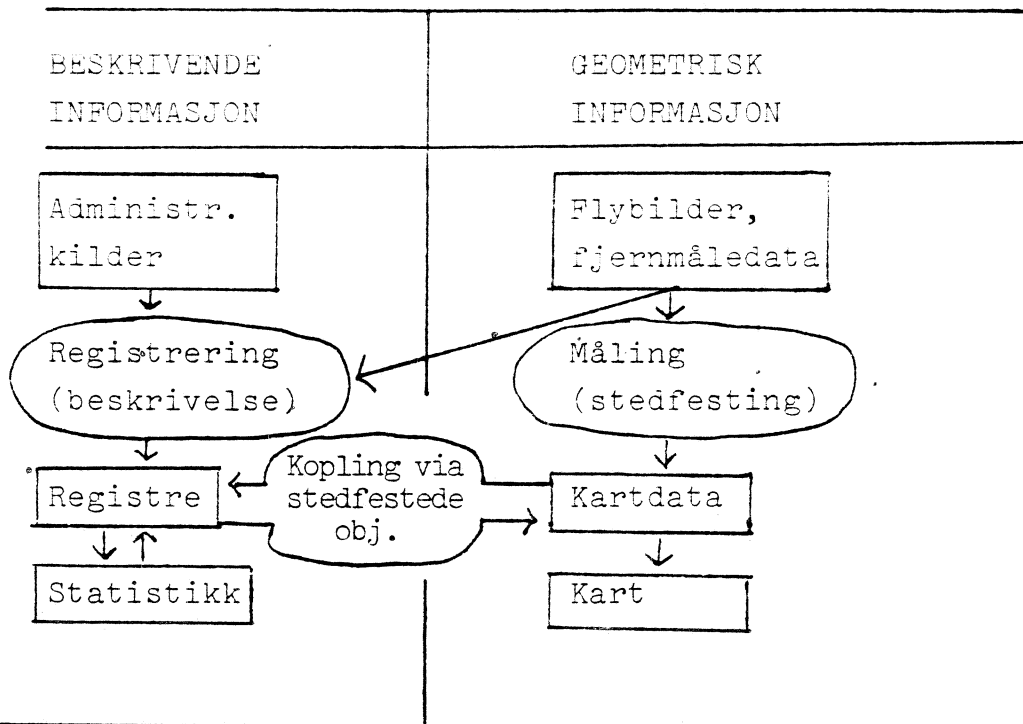 BESKRIVENDE
INFORMASJON
GEOMETRISK
INFORMASJON
Administr.
kilder
Flybilder,
fjernmåledata
Registrering
(beskrivelse)
Måling
(stedfesting)
Kopling via
stedfestede
obj.
Registre
Kartdata
Statistikk
Kart